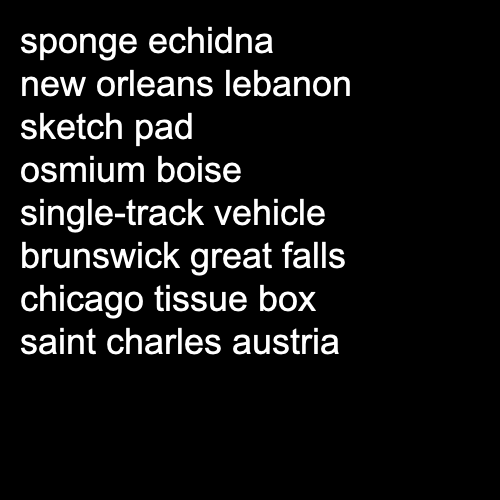 sponge echidna
new orleans lebanon
sketch pad
osmium boise
single-track vehicle
brunswick great falls
chicago tissue box
saint charles austria